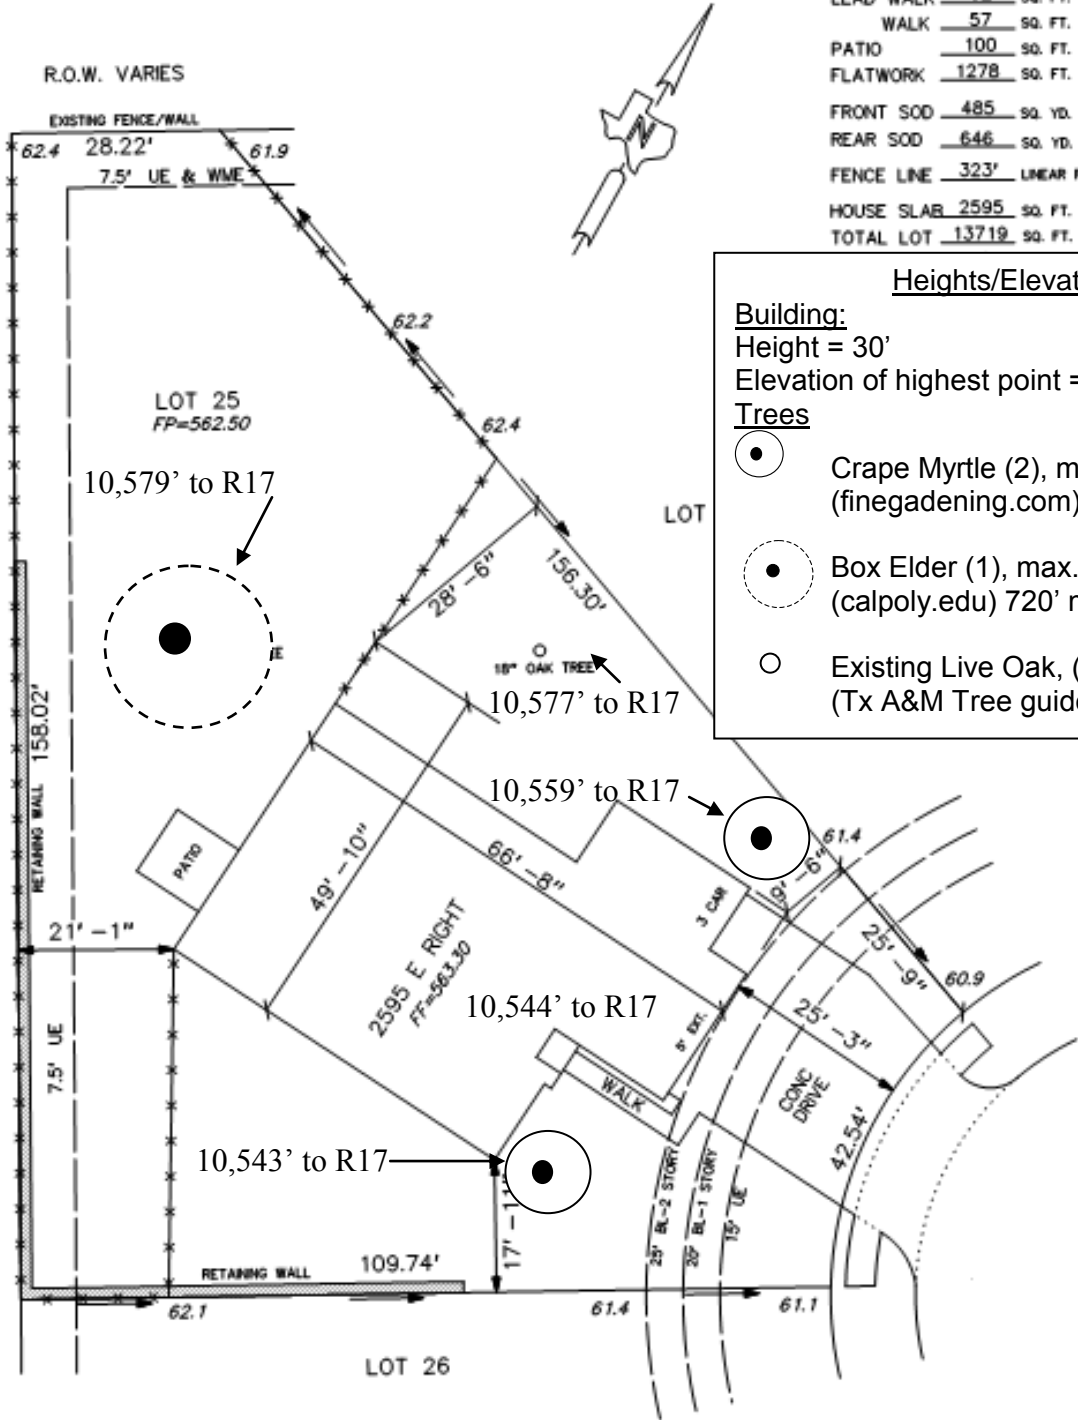 WALK 57 SQ. FT.
PATIO 100 SQ. FT.
FLATWORK 1278 SQ. FT.
FRONT SOD 485 SQ. YD.
REAR SOD 646 SQ. YD.
FENCE LINE 323' LINEAR
HOUSE SLAB 2595 SQ. FT.
TOTAL LOT 13719 SQ. FT.
R.O.W. VARIES
EXISTING FENCE/WALL
62.4 28.22' 61.9
7.5' UE & WME
N
62.2
LOT 25
FP=562.50
62.4
10,579' to R17
Building:
Height = 30'
Elevation of highest point =
Trees
Crape Myrtle (2),
(finegadening.com)
Box Elder (1), max.
(calpoly.edu) 720'
Existing Live Oak,
(Tx A&M Tree
LOT
28'-6"
156.30'
18" OAK TREE
10,577' to R17
158.02'
RETAINING WALL
10,559' to R17
61.4
PATIO
49'-10"
66'-8"
9'-6"
3 CAR
21'-1"
25'-9"
60.9
2595 E RIGHT
FF=563.30
10,544' to R17
5' EXT.
25'-3"
7.5' UE
WALK
CONC
DRIVE
42.54'
10,543' to R17
17'-11"
25' BL-2 STORY
20' BL-1 STORY
15' UE
RETAINING WALL
109.74'
62.1
61.4
61.1
LOT 26